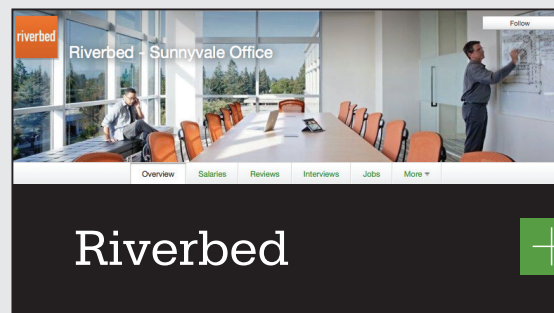 riverbed
Follow
Riverbed - Sunnyvale Office
Overview Salaries Reviews Interviews Jobs More
Riverbed